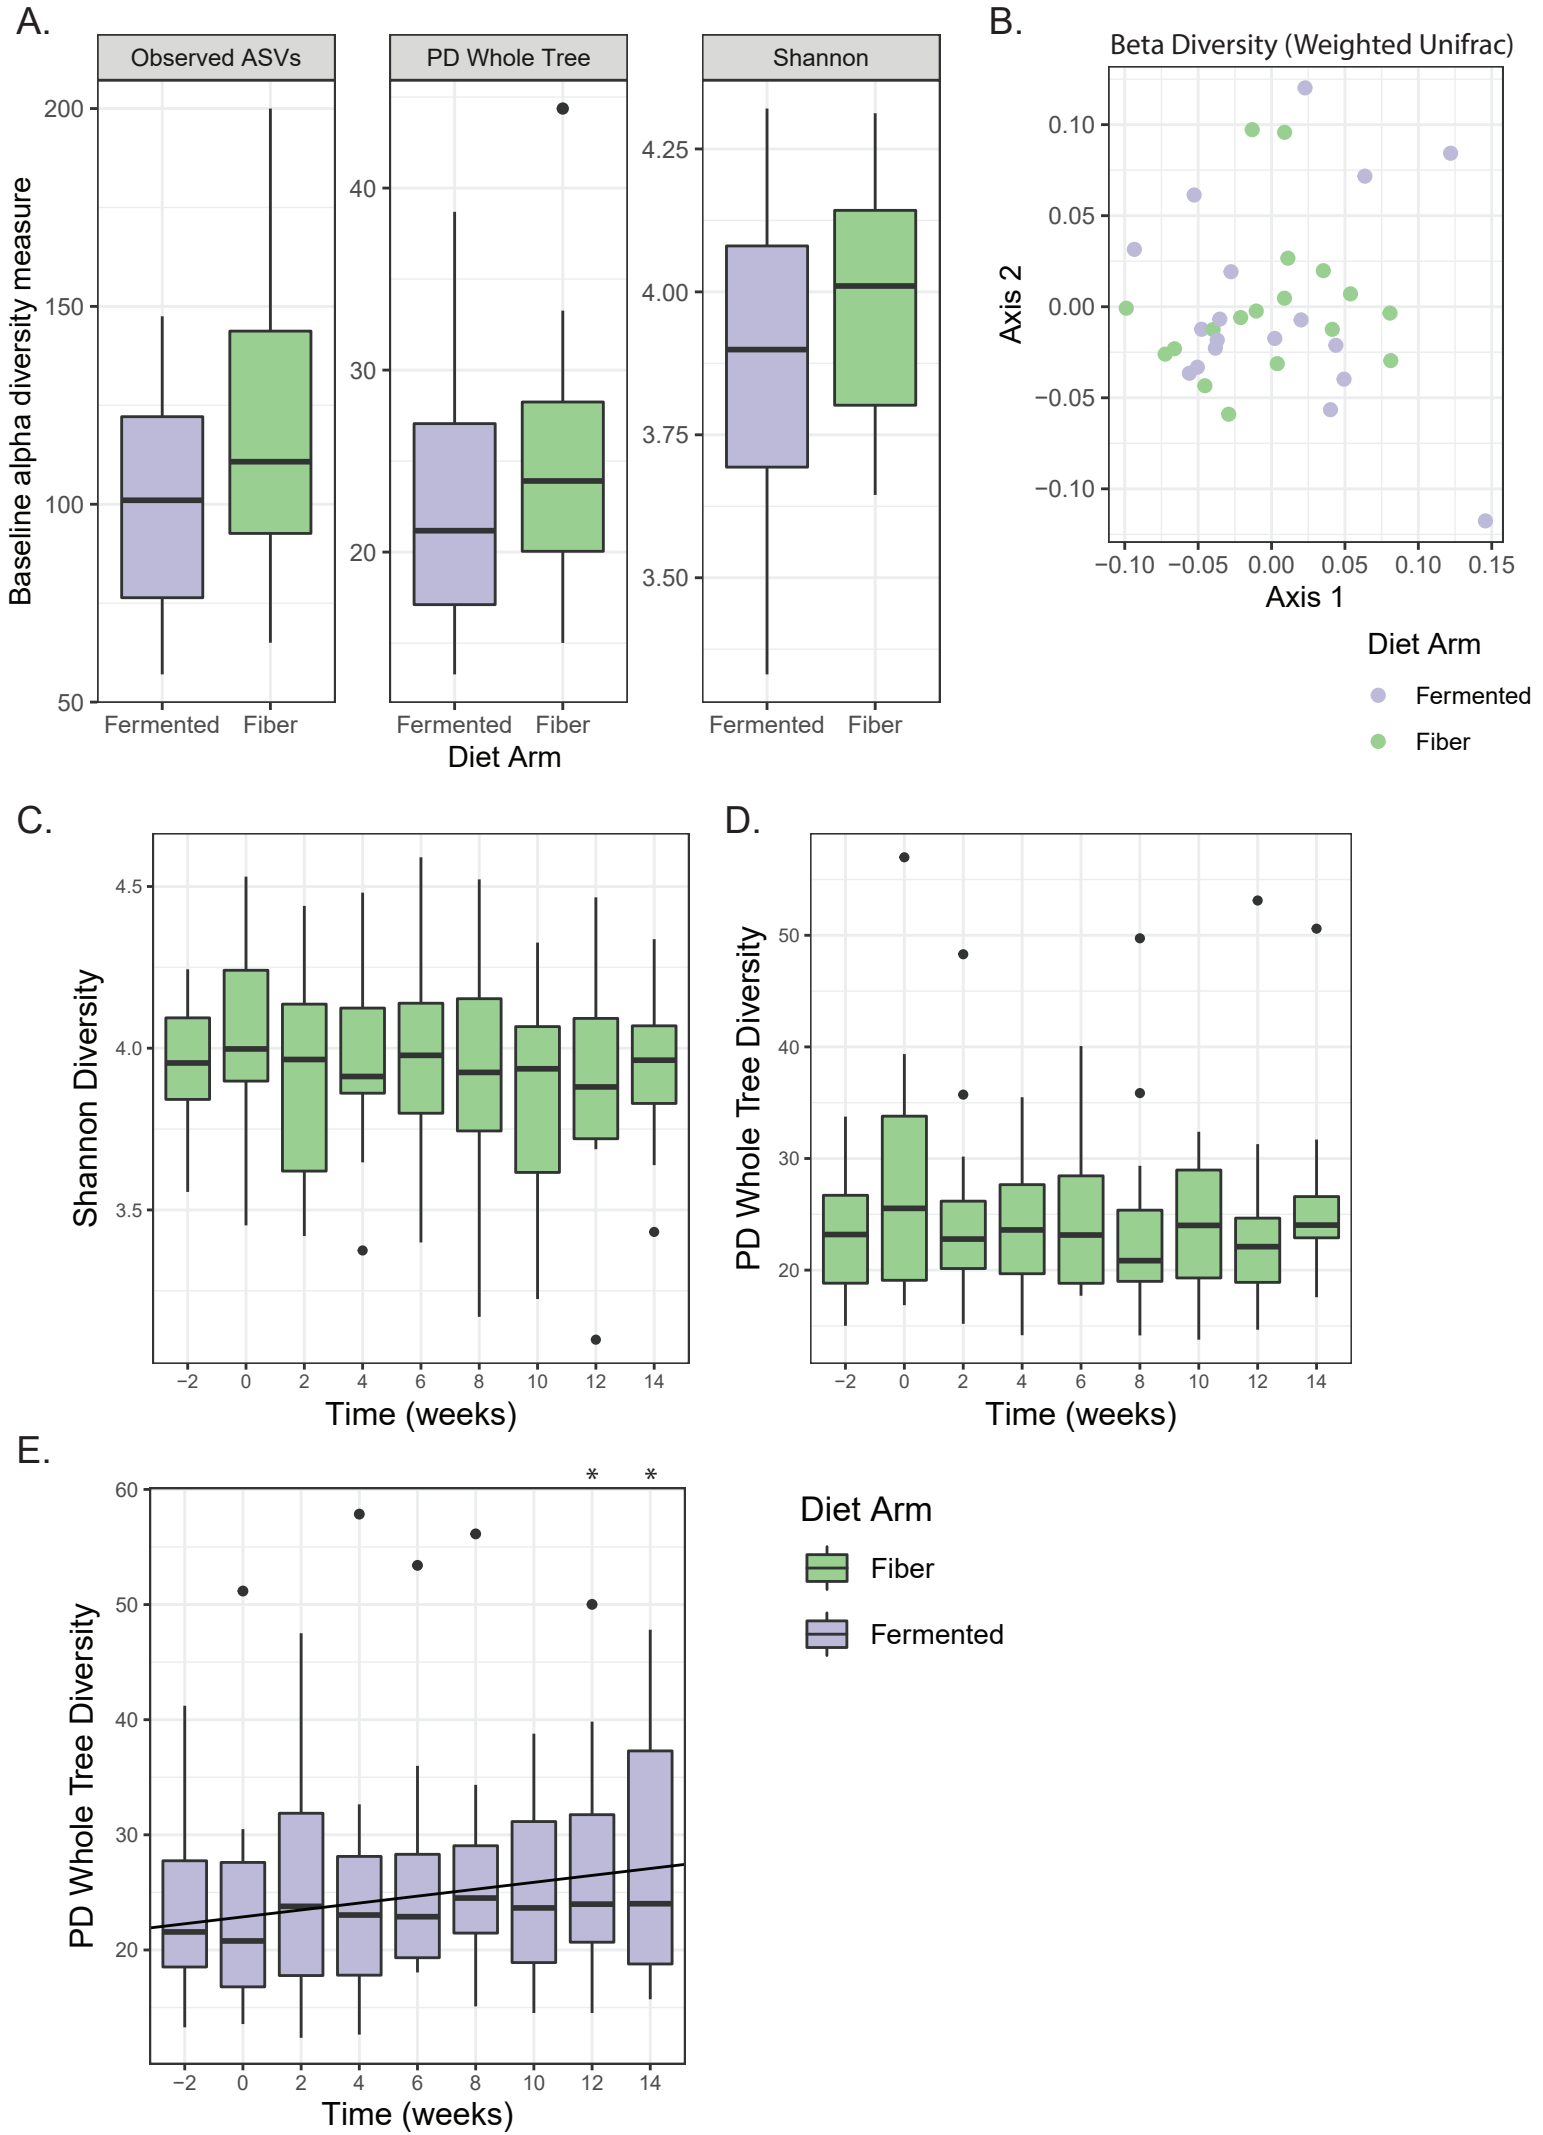 A.
Observed ASVs
PD Whole Tree
Shannon
Baseline alpha diversity measure
200
150
100
50
40
30
20
4.25
4.00
3.75
3.50
Fermented Fiber
Fermented Fiber
Fermented Fiber
Diet Arm
B.
Beta Diversity (Weighted Unifrac)
Axis 2
0.10
0.05
0.00
−0.05
−0.10
−0.10 −0.05 0.00 0.05 0.10 0.15
Axis 1
Diet Arm
Fermented
Fiber
C.
Shannon Diversity
4.5
4.0
3.5
−2 0 2 4 6 8 10 12 14
Time (weeks)
D.
PD Whole Tree Diversity
50
40
30
20
−2 0 2 4 6 8 10 12 14
Time (weeks)
E.
* *
PD Whole Tree Diversity
60
50
40
30
20
−2 0 2 4 6 8 10 12 14
Time (weeks)
Diet Arm
Fiber
Fermented